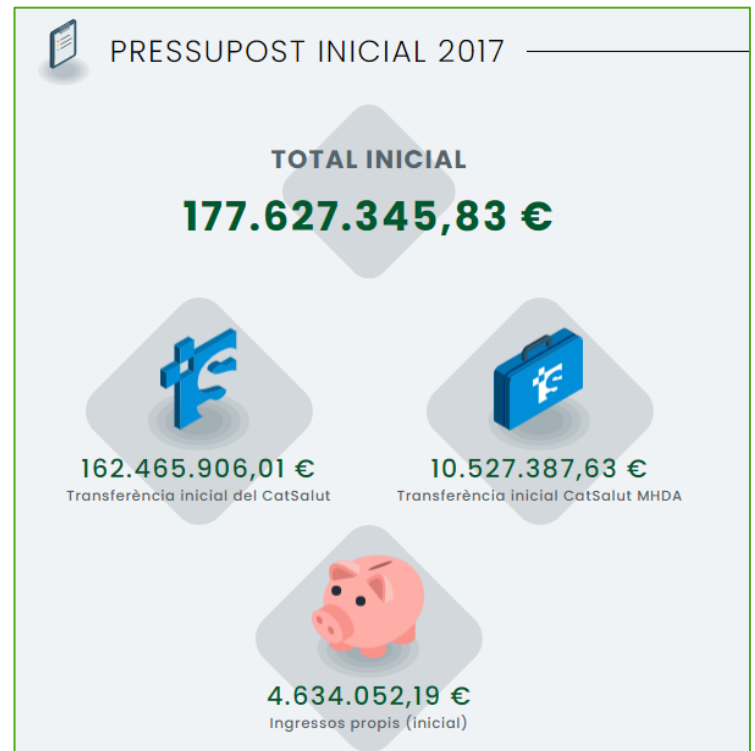 PRESSUPOST INICIAL 2017
TOTAL INICIAL
177.627.345,83 €
162.465.906,01 €
Transferència inicial del CatSalut
10.527.387,63 €
Transferència inicial CatSalut MHDA
4.634.052,19 €
Ingressos propis (inicial)